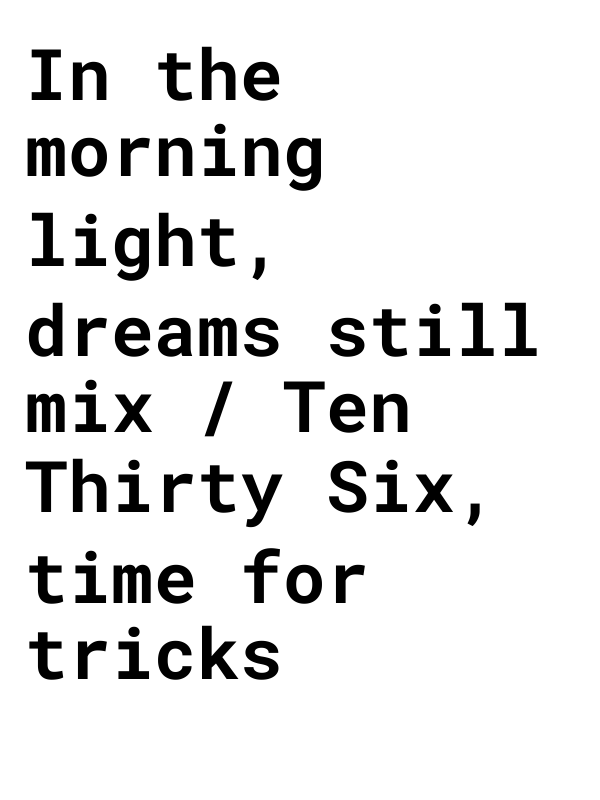 In the
morning
light,
dreams still
mix / Ten
Thirty Six,
time for
tricks